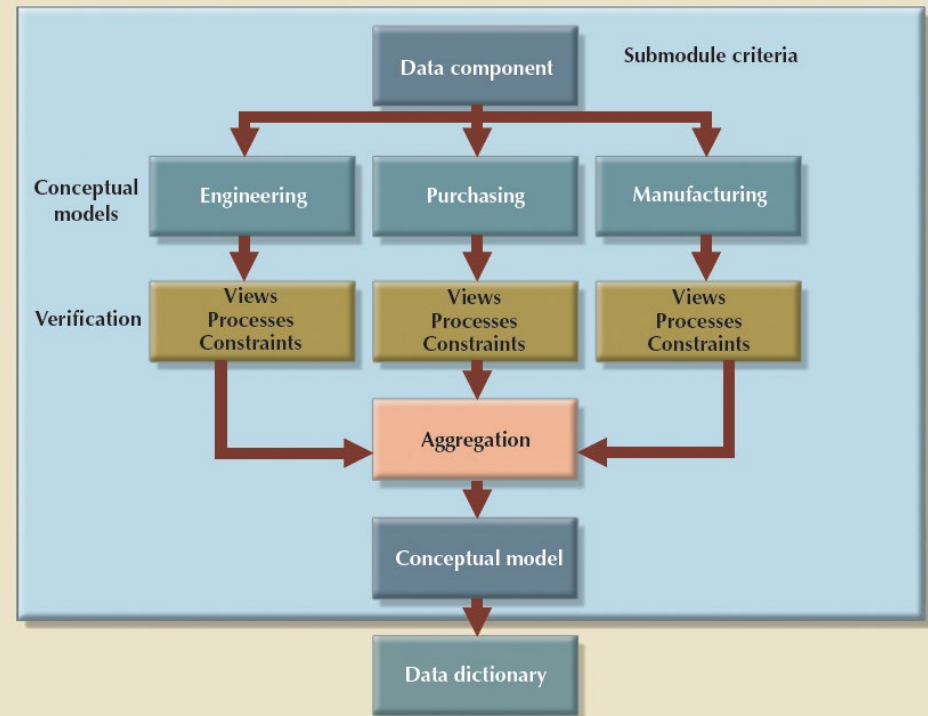 Data component
Submodule criteria
Conceptual
models
Engineering
Purchasing
Manufacturing
Verification
Views
Processes
Constraints
Views
Processes
Constraints
Views
Processes
Constraints
Aggregation
Conceptual model
Data dictionary